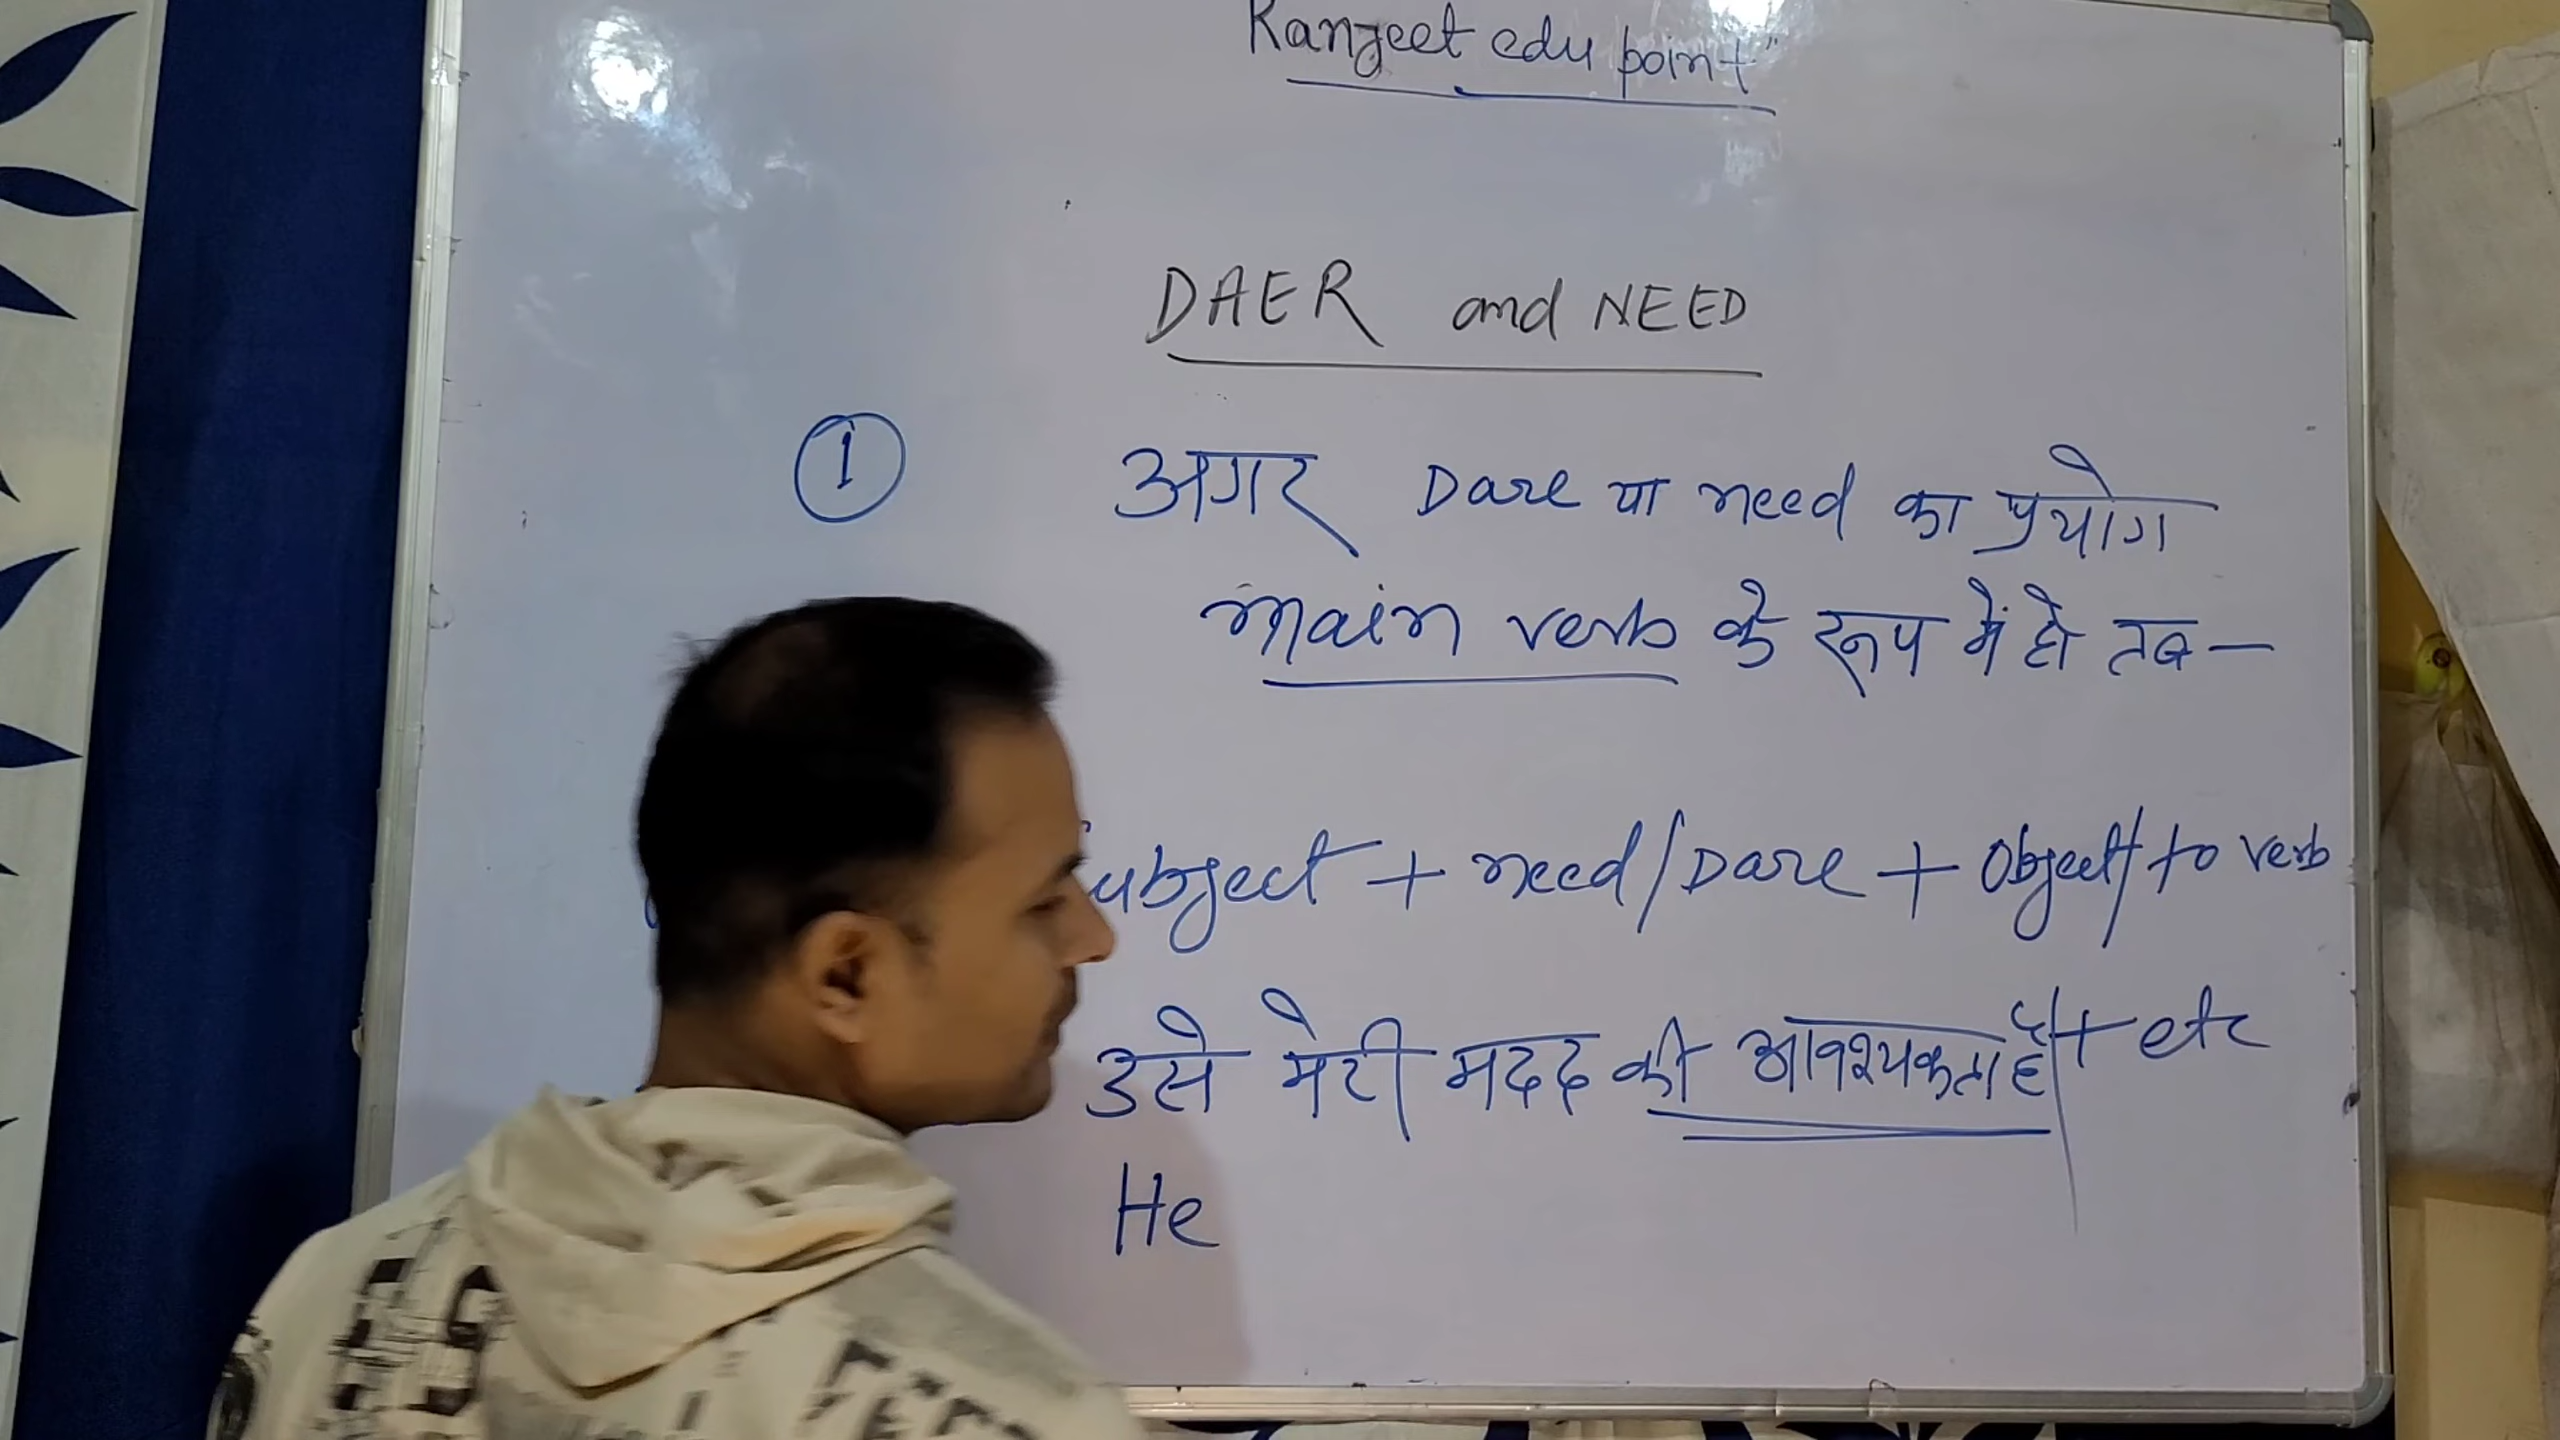 Ranjeet edu point"
DAER and NEED
1 अगर Dare या need का प्रयोग
main verb के रूप में हो तब —
ubject + need/Dare + Object/to verb
+ etc
उसे मेरी मदद की आवश्यकता है
He